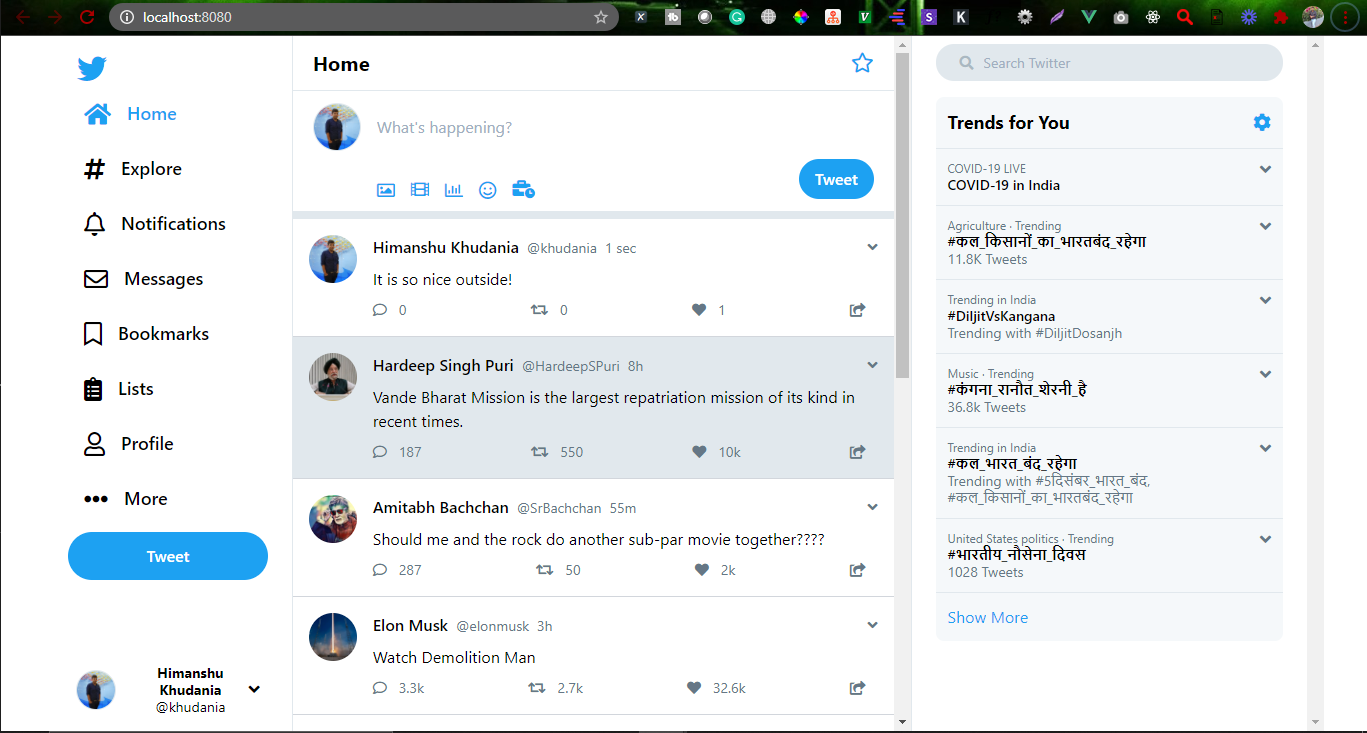 localhost:8080
Home
Explore
Notifications
Messages
Bookmarks
Lists
Profile
More
Tweet
Himanshu
Khudania
@khudania
Home
What's happening?
Tweet
Himanshu Khudania @khudania 1 sec
It is so nice outside!
0 0 1
Hardeep Singh Puri @HardeepSPuri 8h
Vande Bharat Mission is the largest repatriation mission of its kind in
recent times.
187 550 10k
Amitabh Bachchan @SrBachchan 55m
Should me and the rock do another sub-par movie together????
287 50 2k
Elon Musk @elonmusk 3h
Watch Demolition Man
3.3k 2.7k 32.6k
Search Twitter
Trends for You
COVID-19 LIVE
COVID-19 in India
Agriculture · Trending
#कल_किसानों_का_भारतबंद_रहेगा
11.8K Tweets
Trending in India
#DiljitVsKangana
Trending with #DiljitDosanjh
Music · Trending
#कंगना_रानौत_शेरनी_है
36.8k Tweets
Trending in India
#कल_भारत_बंद_रहेगा
Trending with #5दिसंबर_भारत_बंद,
#कल_किसानों_का_भारतबंद_रहेगा
United States politics · Trending
#भारतीय_नौसेना_दिवस
1028 Tweets
Show More